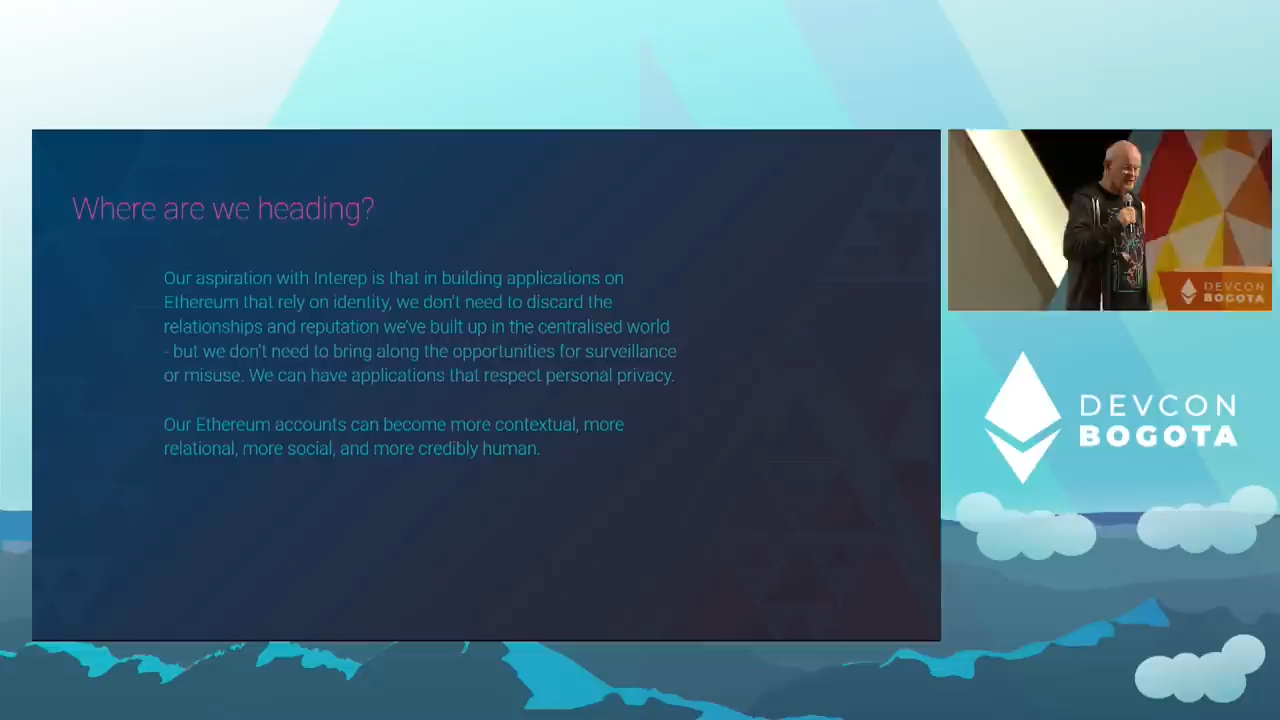 Where are we heading?
Our aspiration with Interep is that in building applications on
Ethereum that rely on identity, we don't need to discard the
relationships and reputation we've built up in the centralised world
- but we don't need to bring along the opportunities for surveillance
or misuse. We can have applications that respect personal privacy.
Our Ethereum accounts can become more contextual, more
relational, more social, and more credibly human.
DEVCON
BOGOTA
DEVCON
BOGOTA